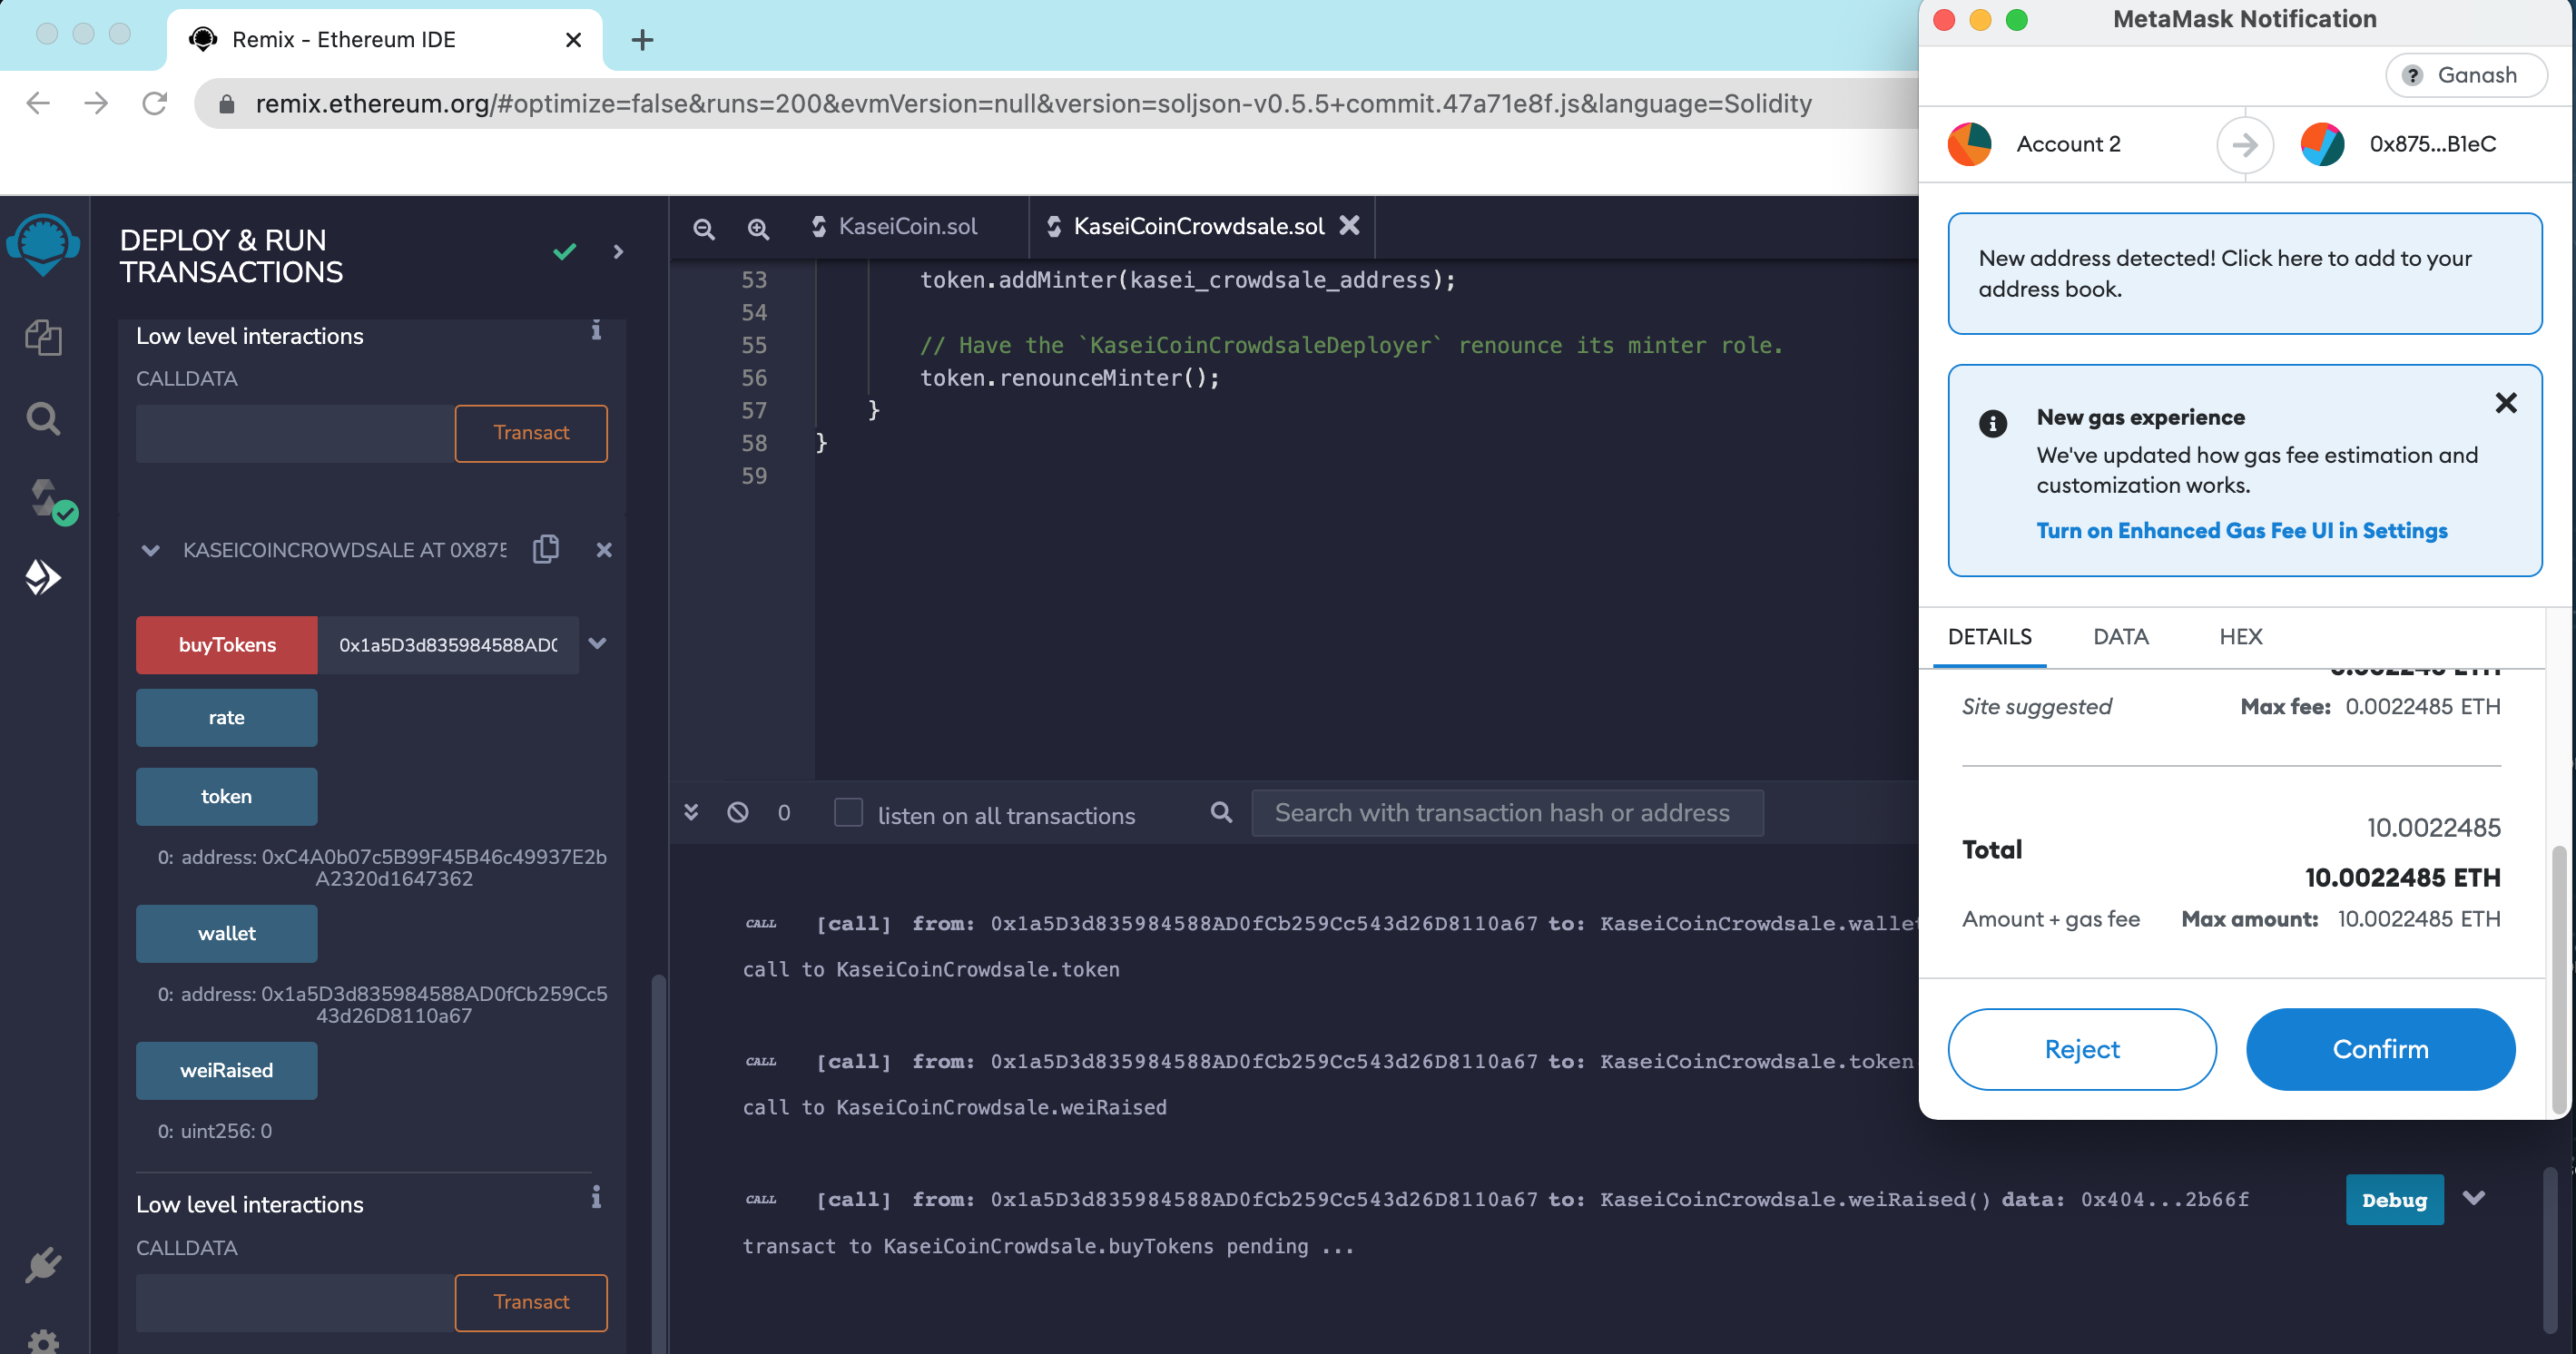 Remix - Ethereum IDE
remix.ethereum.org/#optimize=false&runs=200&evmVersion=null&version=soljson-v0.5.5+commit.47a71e8f.js&language=Solidity
DEPLOY & RUN
TRANSACTIONS
Low level interactions
CALLDATA
Transact
KASEICOINCROWDSALE AT 0X875
buyTokens
0x1a5D3d835984588AD0
rate
token
0: address: 0xC4A0b07c5B99F45B46c49937E2b
A2320d1647362
wallet
0: address: 0x1a5D3d835984588AD0fCb259Cc5
43d26D8110a67
weiRaised
0: uint256: 0
Low level interactions
CALLDATA
Transact
KaseiCoin.sol
KaseiCoinCrowdsale.sol
53 token.addMinter(kasei_crowdsale_address);
54
55 // Have the `KaseiCoinCrowdsaleDeployer` renounce its minter role.
56 token.renounceMinter();
57 }
58 }
59
0
listen on all transactions
Search with transaction hash or address
CALL [call] from: 0x1a5D3d835984588AD0fCb259Cc543d26D8110a67 to: KaseiCoinCrowdsale.wallet
call to KaseiCoinCrowdsale.token
CALL [call] from: 0x1a5D3d835984588AD0fCb259Cc543d26D8110a67 to: KaseiCoinCrowdsale.token
call to KaseiCoinCrowdsale.weiRaised
CALL [call] from: 0x1a5D3d835984588AD0fCb259Cc543d26D8110a67 to: KaseiCoinCrowdsale.weiRaised() data: 0x404...2b66f
Debug
transact to KaseiCoinCrowdsale.buyTokens pending ...
MetaMask Notification
? Ganash
Account 2
0x875...B1eC
New address detected! Click here to add to your
address book.
New gas experience
We've updated how gas fee estimation and
customization works.
Turn on Enhanced Gas Fee UI in Settings
DETAILS
DATA
HEX
Site suggested
Max fee: 0.0022485 ETH
10.0022485
Total
10.0022485 ETH
Amount + gas fee
Max amount: 10.0022485 ETH
Reject
Confirm